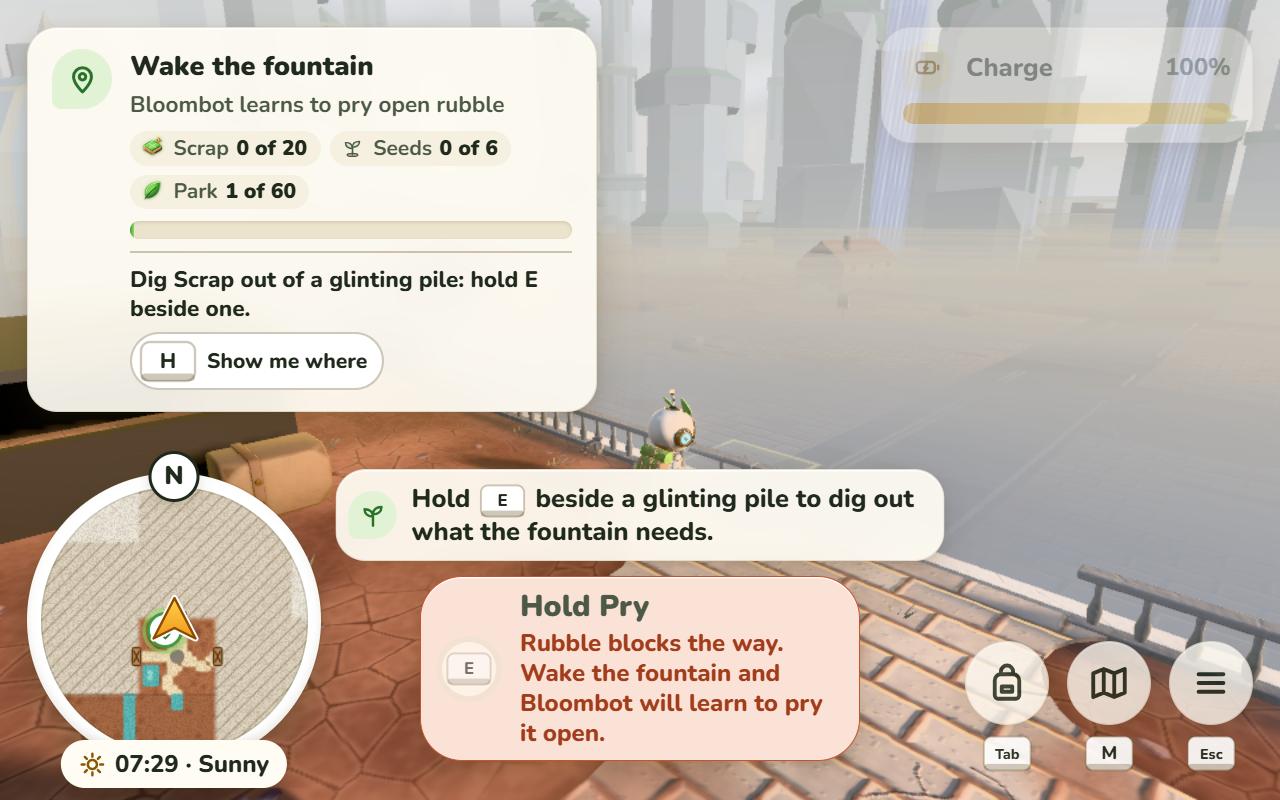 Wake the fountain
Bloombot learns to pry open rubble
Scrap 0 of 20
Seeds 0 of 6
Park 1 of 60
Dig Scrap out of a glinting pile: hold E
beside one.
H Show me where
Charge 100%
N
Hold E beside a glinting pile to dig out
what the fountain needs.
Hold Pry
E
Rubble blocks the way.
Wake the fountain and
Bloombot will learn to pry
it open.
07:29 · Sunny
Tab
M
Esc